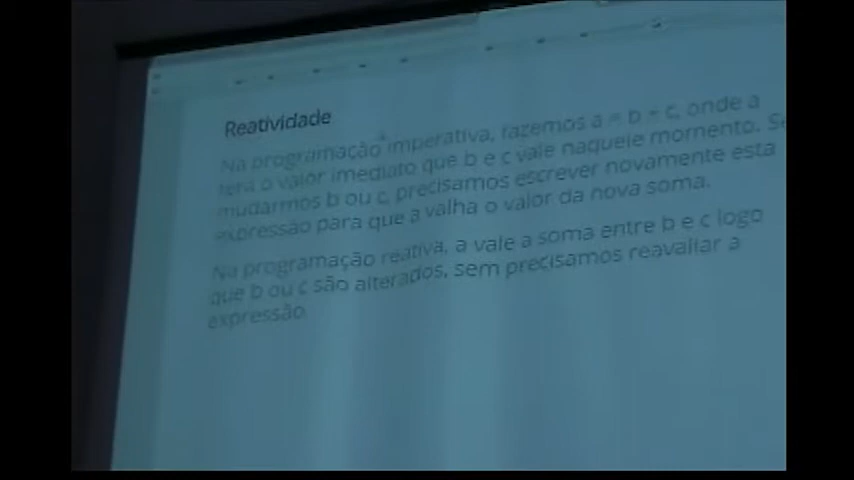 Reatividade
Na programação imperativa, fazemos a = b + c, onde a
terá o valor imediato que b e c vale naquele momento. Se
mudarmos b ou c, precisamos escrever novamente esta
expressão para que a valha o valor da nova soma.
Na programação reativa, a vale a soma entre b e c logo
que b ou c são alterados, sem precisamos reavaliar a
expressão